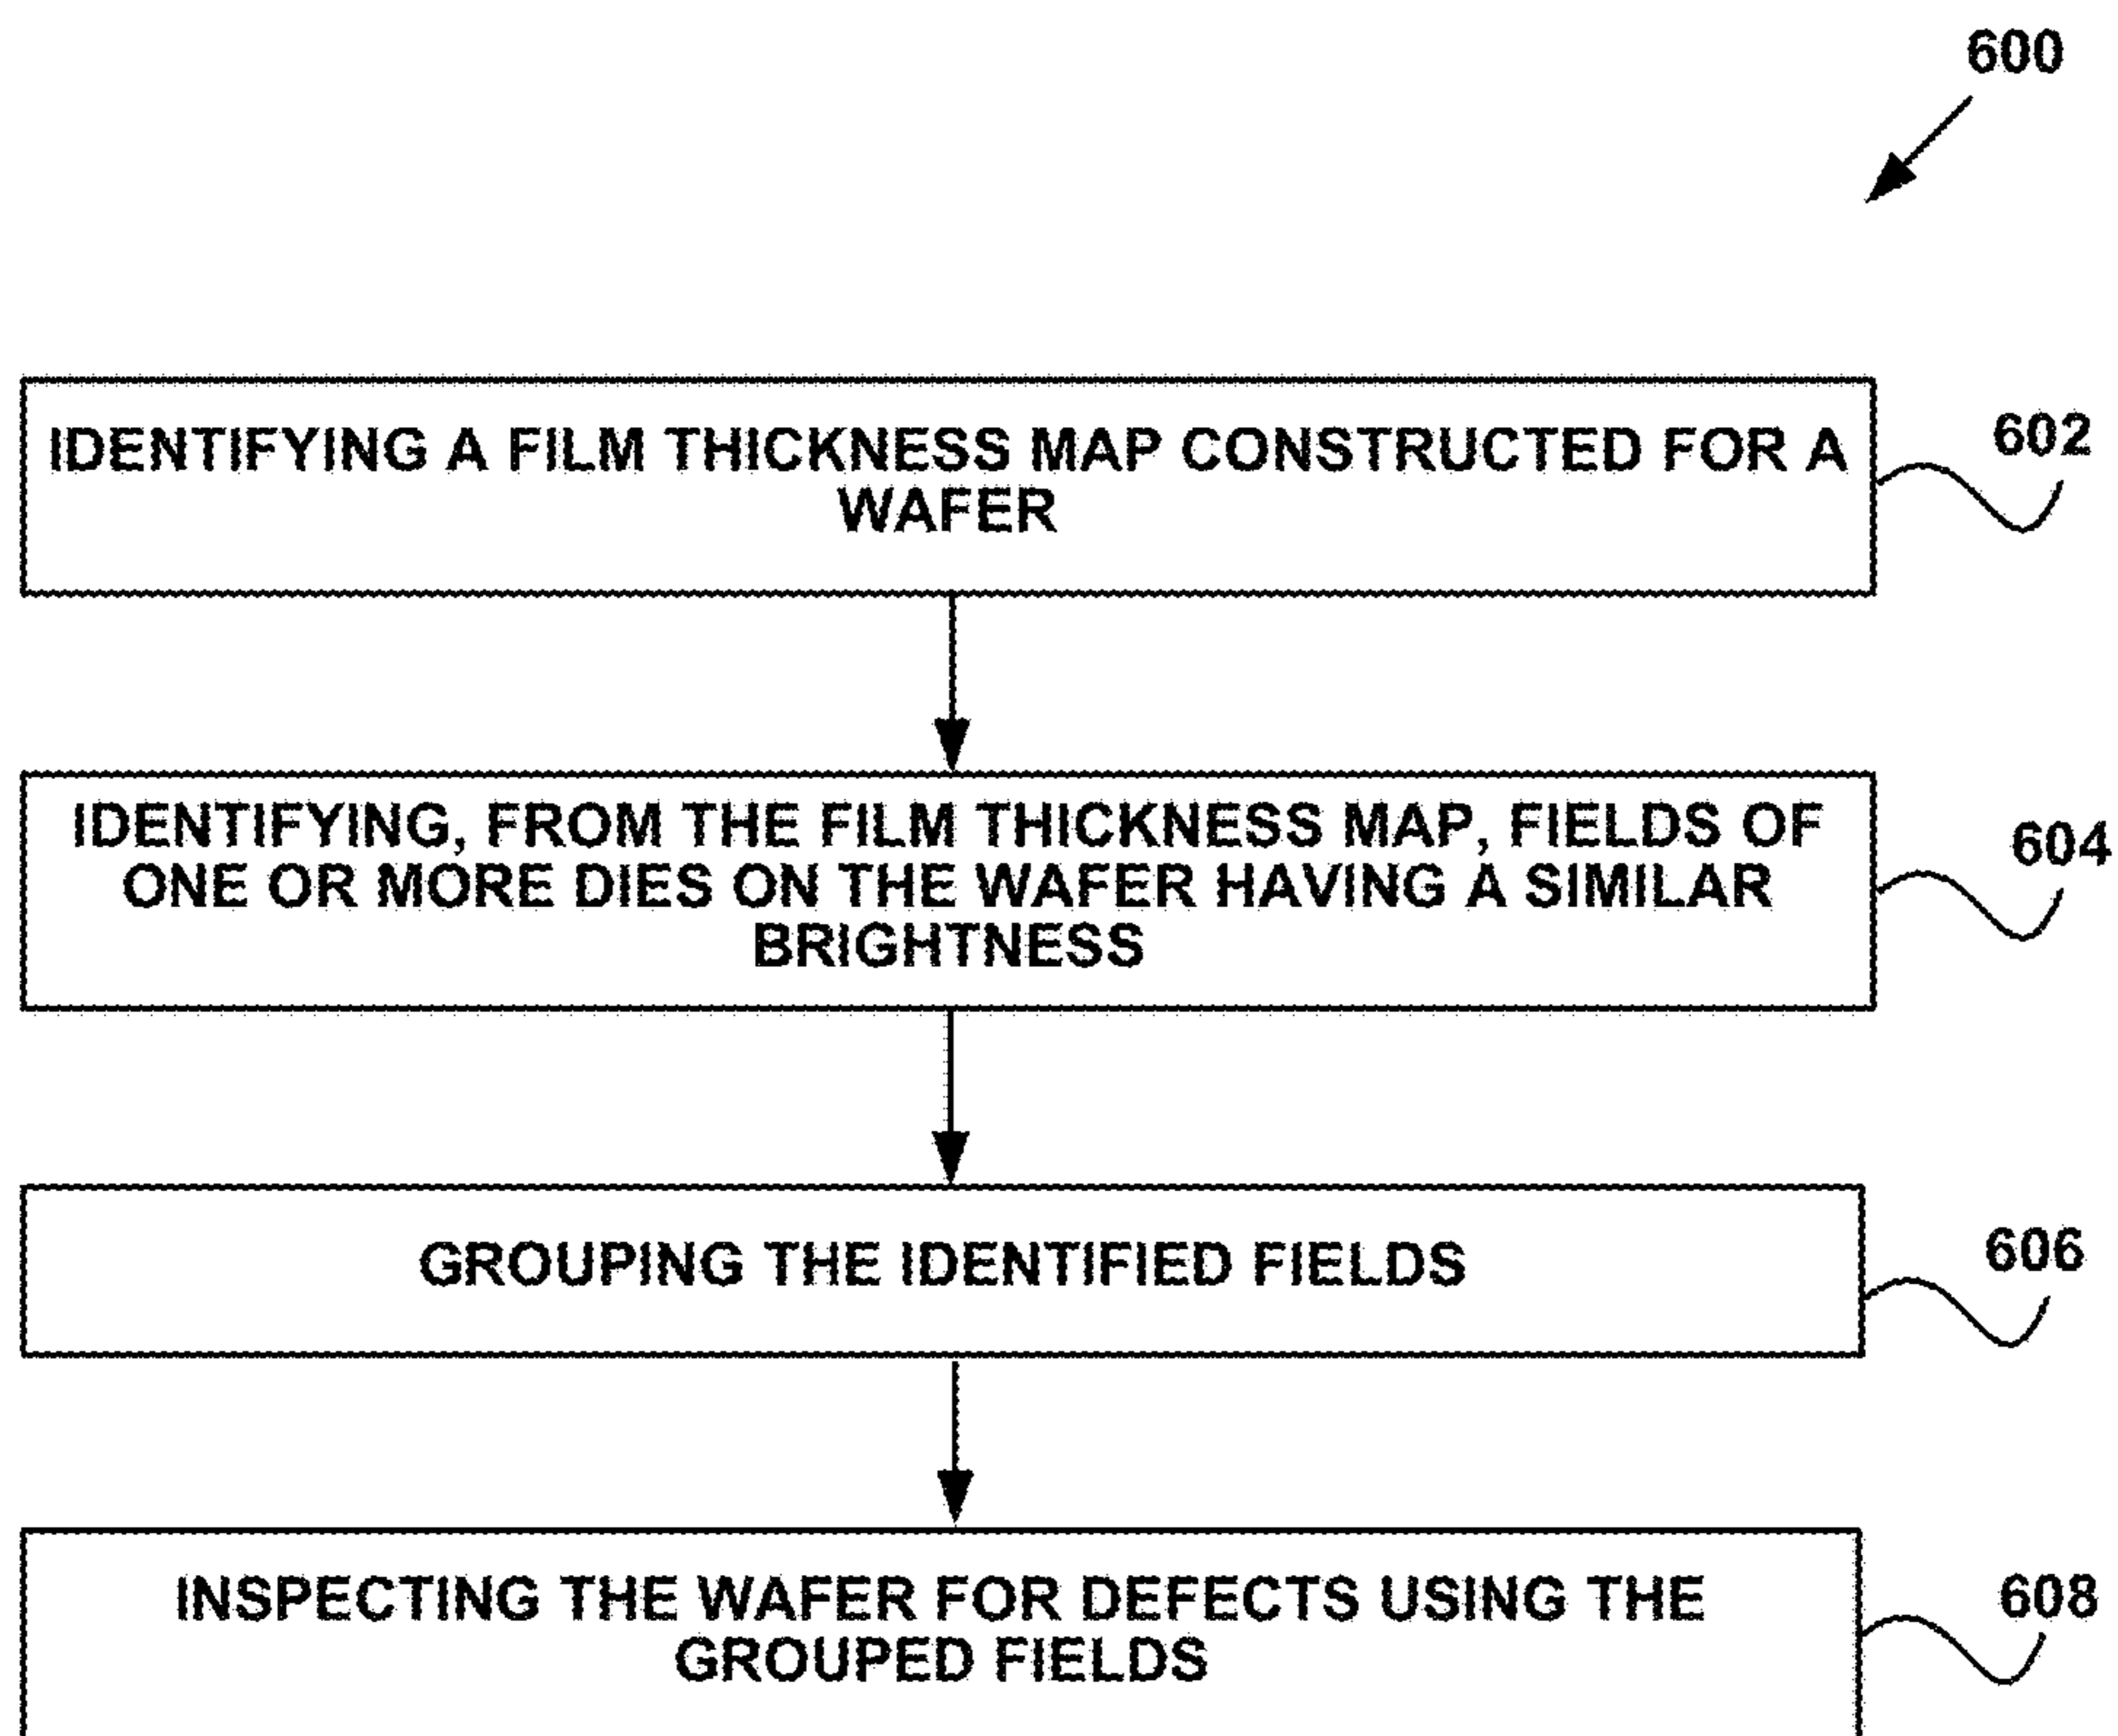 600
IDENTIFYING A FILM THICKNESS MAP CONSTRUCTED FOR A
WAFER
602
IDENTIFYING, FROM THE FILM THICKNESS MAP, FIELDS OF
ONE OR MORE DIES ON THE WAFER HAVING A SIMILAR
BRIGHTNESS
604
GROUPING THE IDENTIFIED FIELDS
606
INSPECTING THE WAFER FOR DEFECTS USING THE
GROUPED FIELDS
608